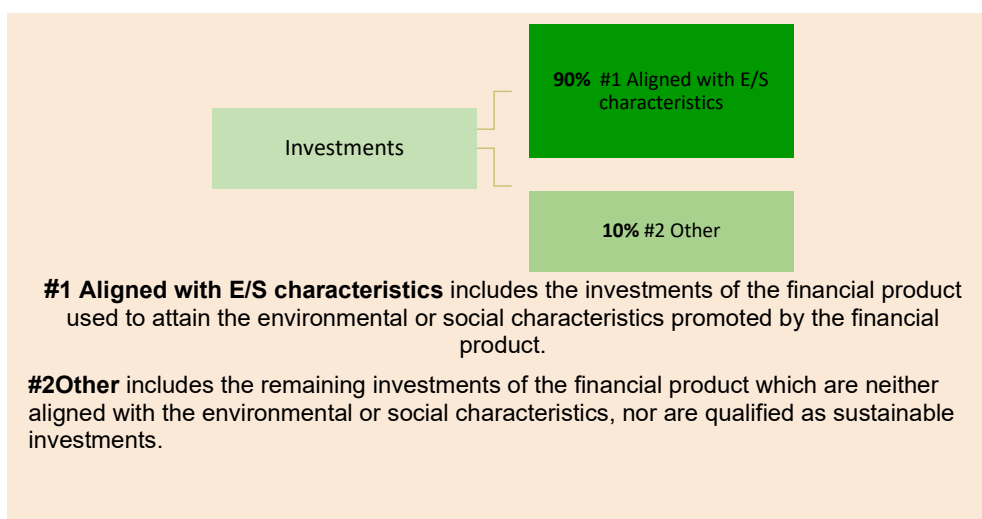 90% #1 Aligned with E/S
characteristics
Investments
10% #2 Other
#1 Aligned with E/S characteristics includes the investments of the financial product
used to attain the environmental or social characteristics promoted by the financial
product.
#2Other includes the remaining investments of the financial product which are neither
aligned with the environmental or social characteristics, nor are qualified as sustainable
investments.